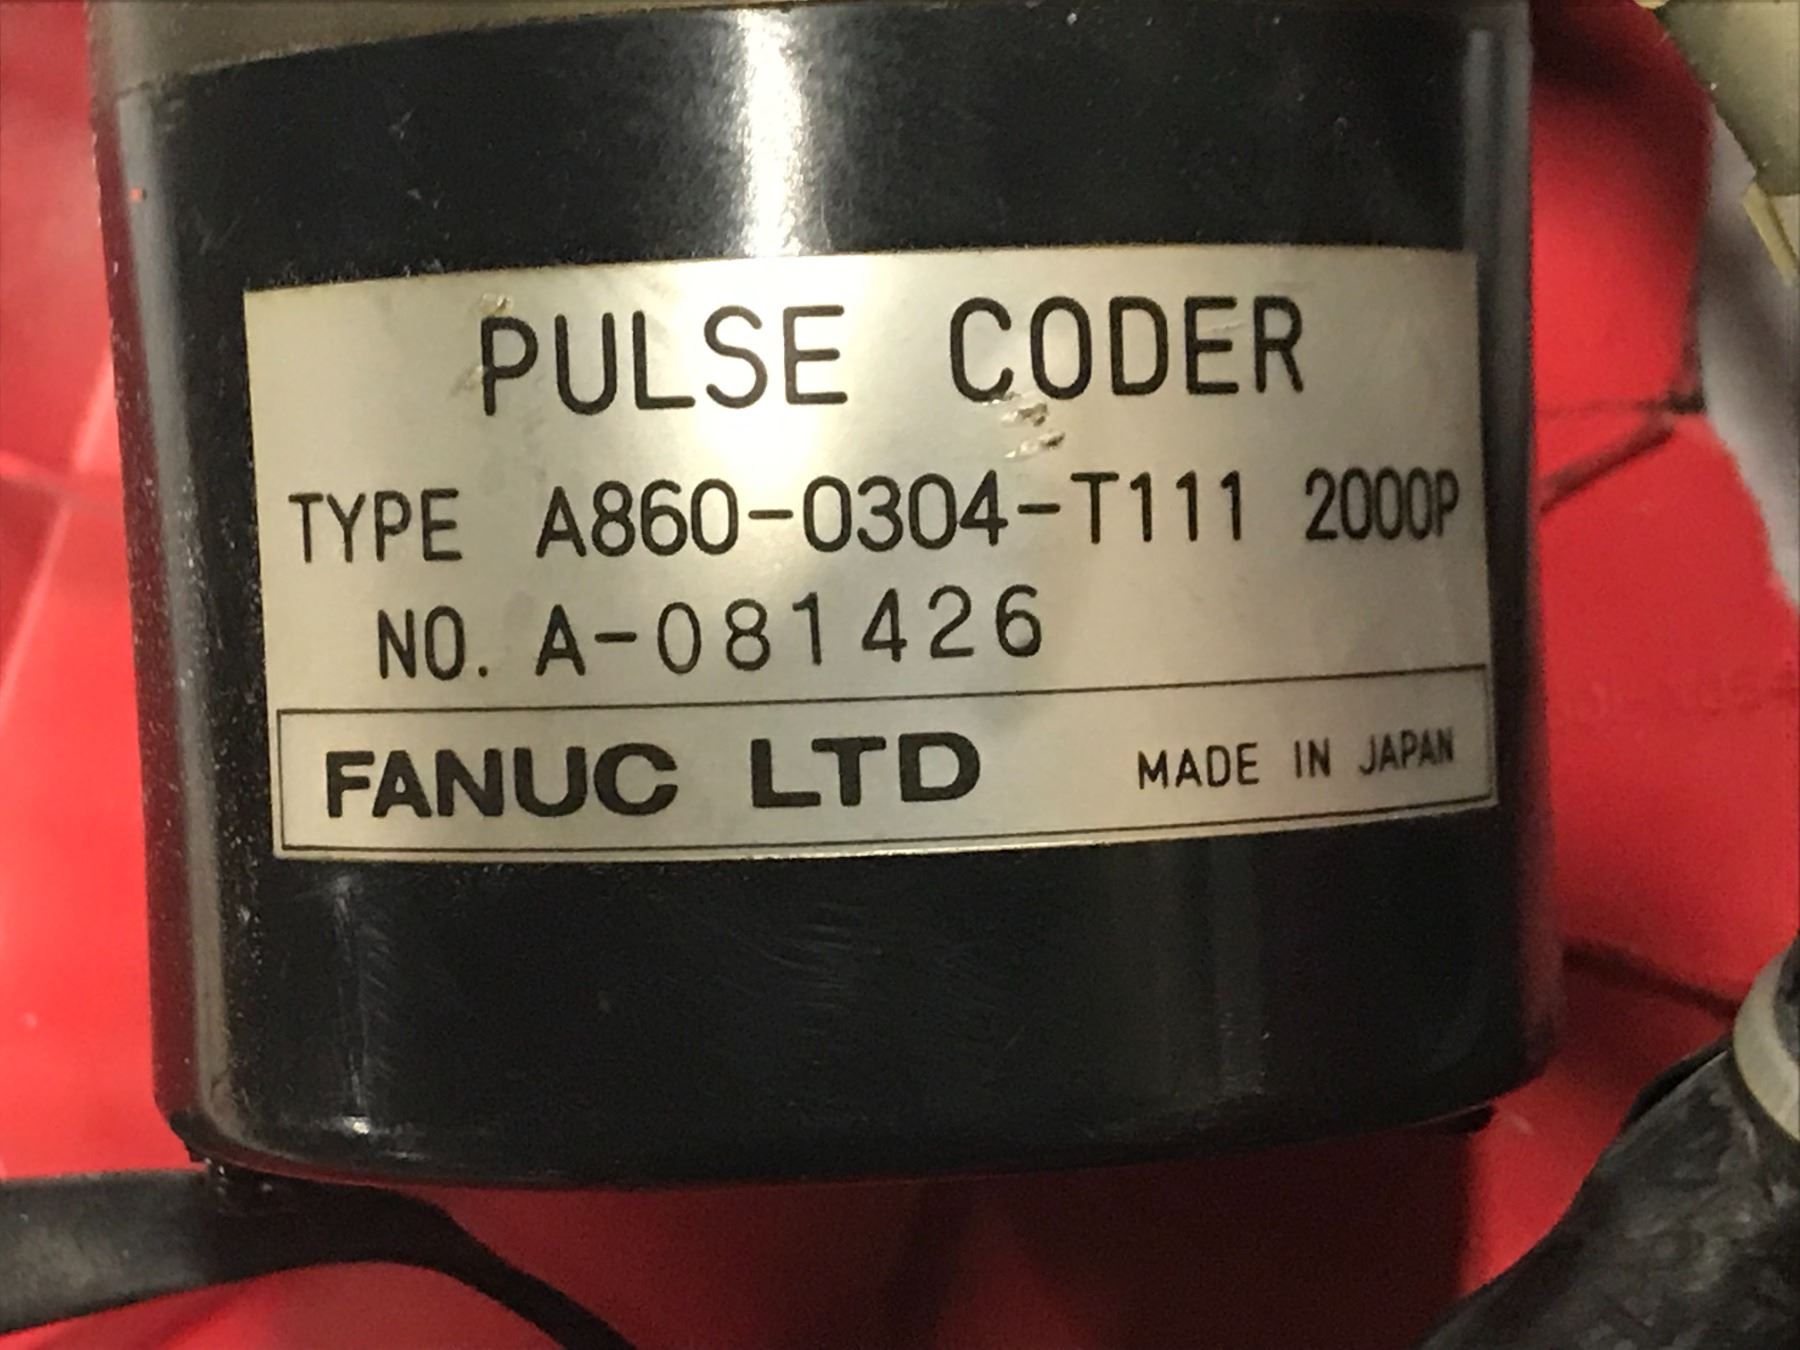 PULSE CODER
TYPE A860-0304-T111 2000P
NO. A-081426
FANUC LTD MADE IN JAPAN